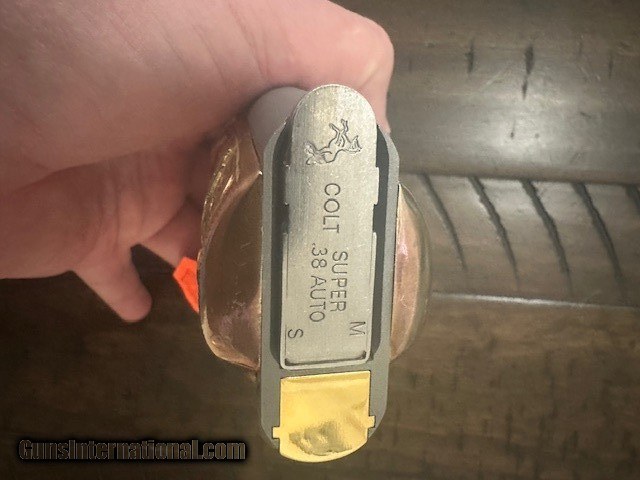 COLT SUPER
.38 AUTO
M
S
GunsInternational.com